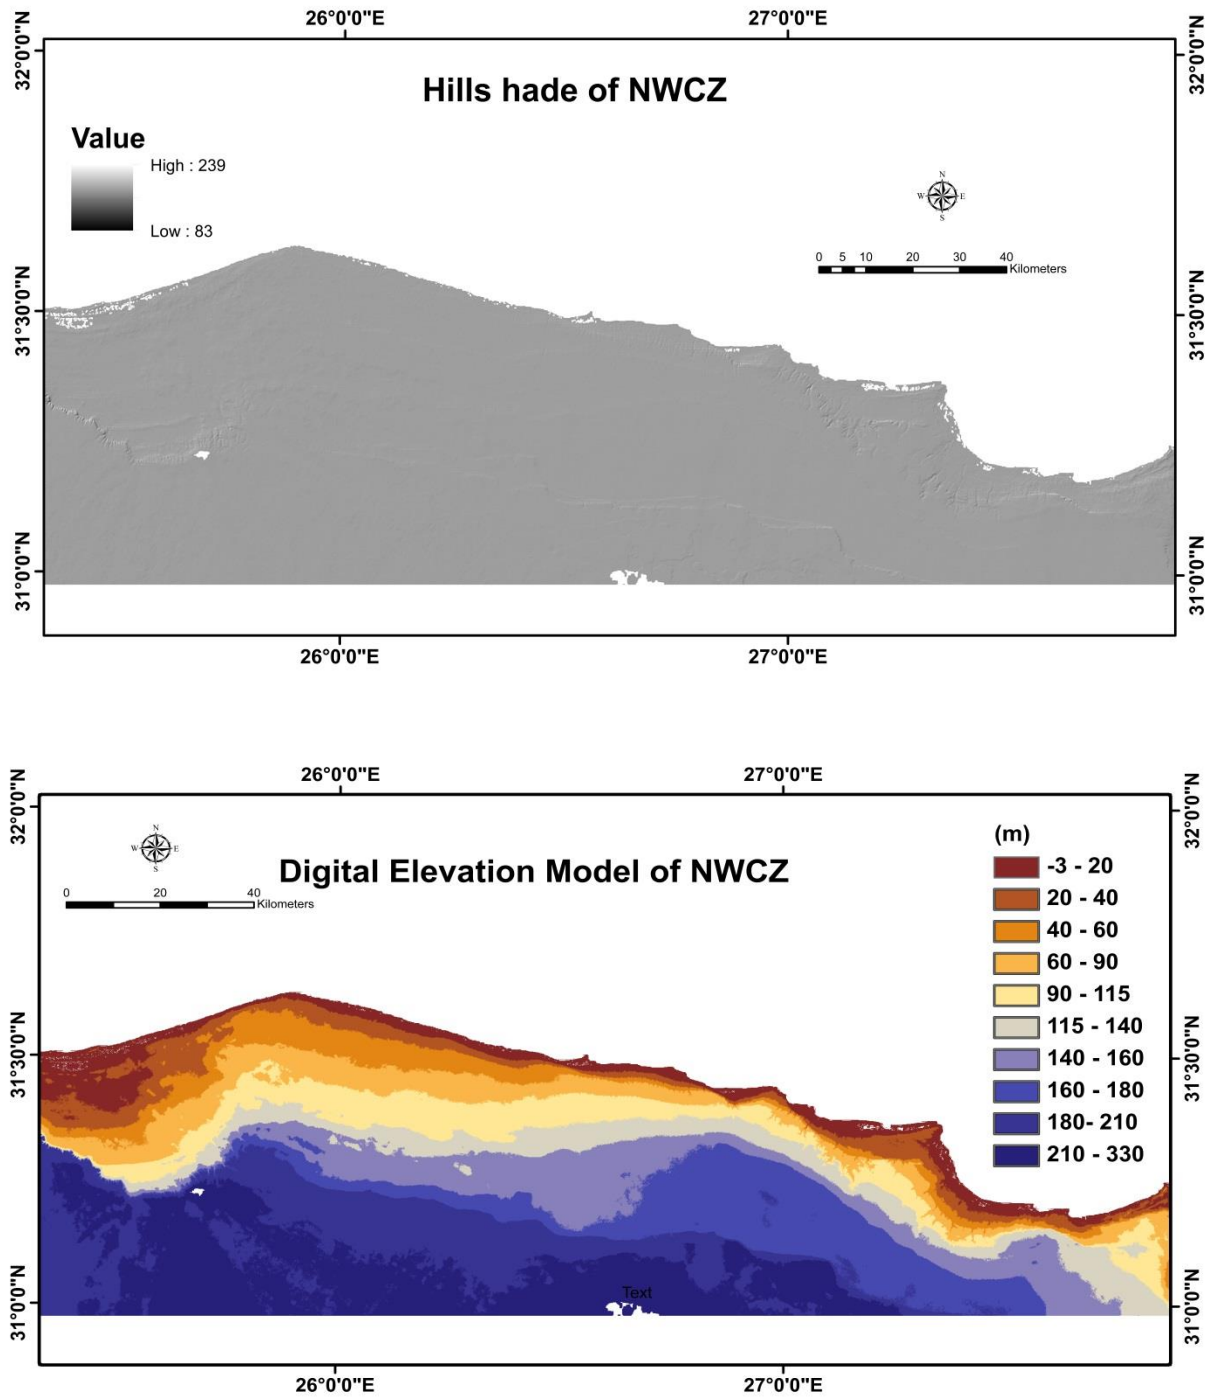 26°0'0"E 27°0'0"E
32°0'0"N 32°0'0"N
Hills hade of NWCZ
Value
High : 239
Low : 83
N
W E
S
0 5 10 20 30 40
Kilometers
31°30'0"N 31°30'0"N
31°0'0"N 31°0'0"N
26°0'0"E 27°0'0"E
26°0'0"E 27°0'0"E
32°0'0"N 32°0'0"N
N
W E
S
Digital Elevation Model of NWCZ
0 20 40
Kilometers
(m)
-3 - 20
20 - 40
40 - 60
60 - 90
90 - 115
115 - 140
140 - 160
160 - 180
180- 210
210 - 330
31°30'0"N 31°30'0"N
31°0'0"N 31°0'0"N
Text
26°0'0"E 27°0'0"E